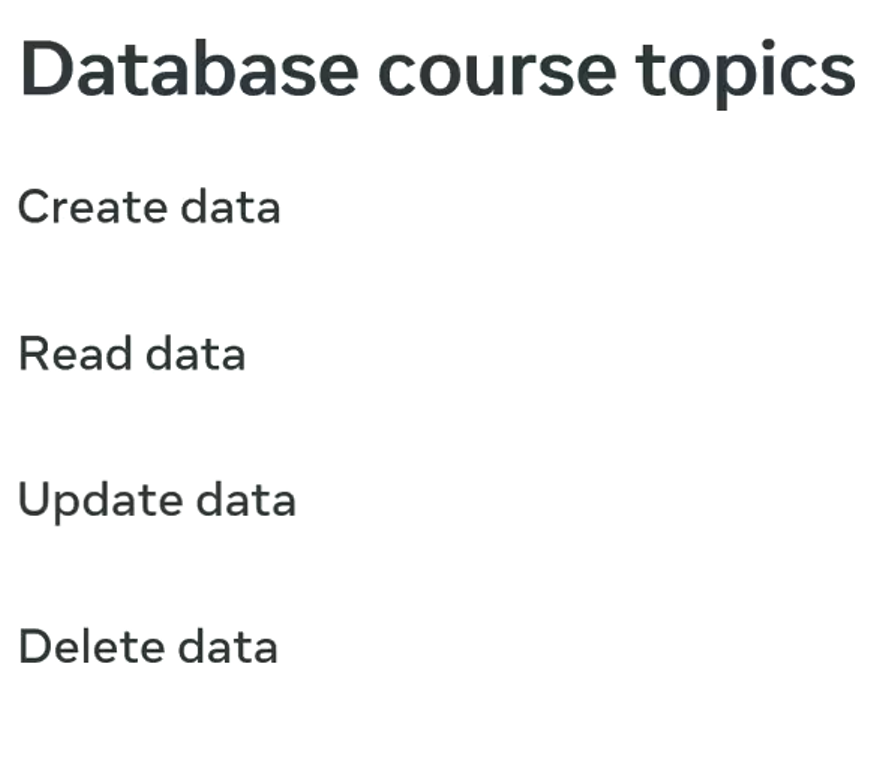 Database course topics
Create data
Read data
Update data
Delete data